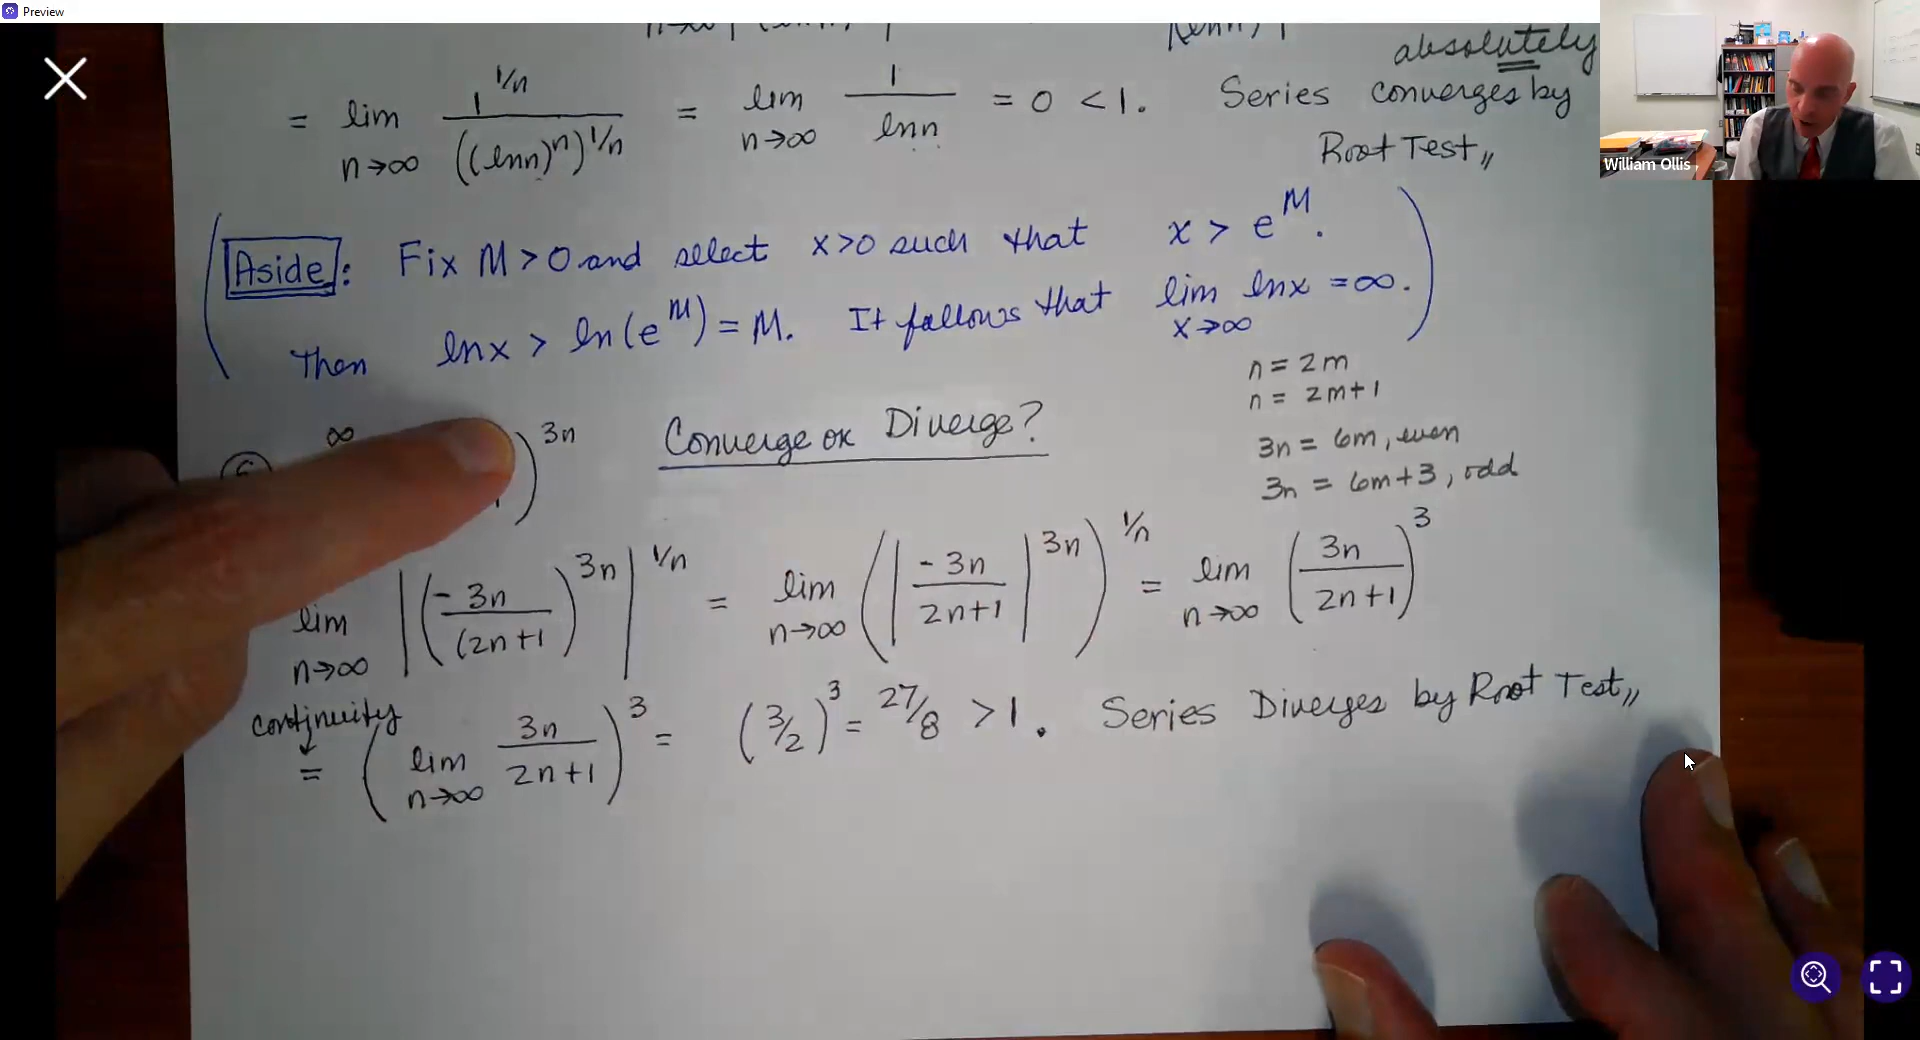 Preview
absolutely
= lim n→∞ 1^(1/n) / ((ln n)^n)^(1/n) = lim n→∞ 1 / ln n = 0 < 1. Series converges by
Root Test,,
William Ollis
Aside: Fix M > 0 and select x > 0 such that x > e^M.
Then ln x > ln(e^M) = M. It follows that lim x→∞ ln x = ∞.
n = 2m
n = 2m+1
∞ )^3n Converge or Diverge?
3n = 6m, even
3n = 6m+3, odd
lim n→∞ |(-3n / (2n+1)^3n|^1/n = lim n→∞ (|-3n / 2n+1|^3n)^1/n = lim n→∞ (3n / 2n+1)^3
continuity
= (lim n→∞ 3n / 2n+1)^3 = (3/2)^3 = 27/8 > 1. Series Diverges by Root Test,,